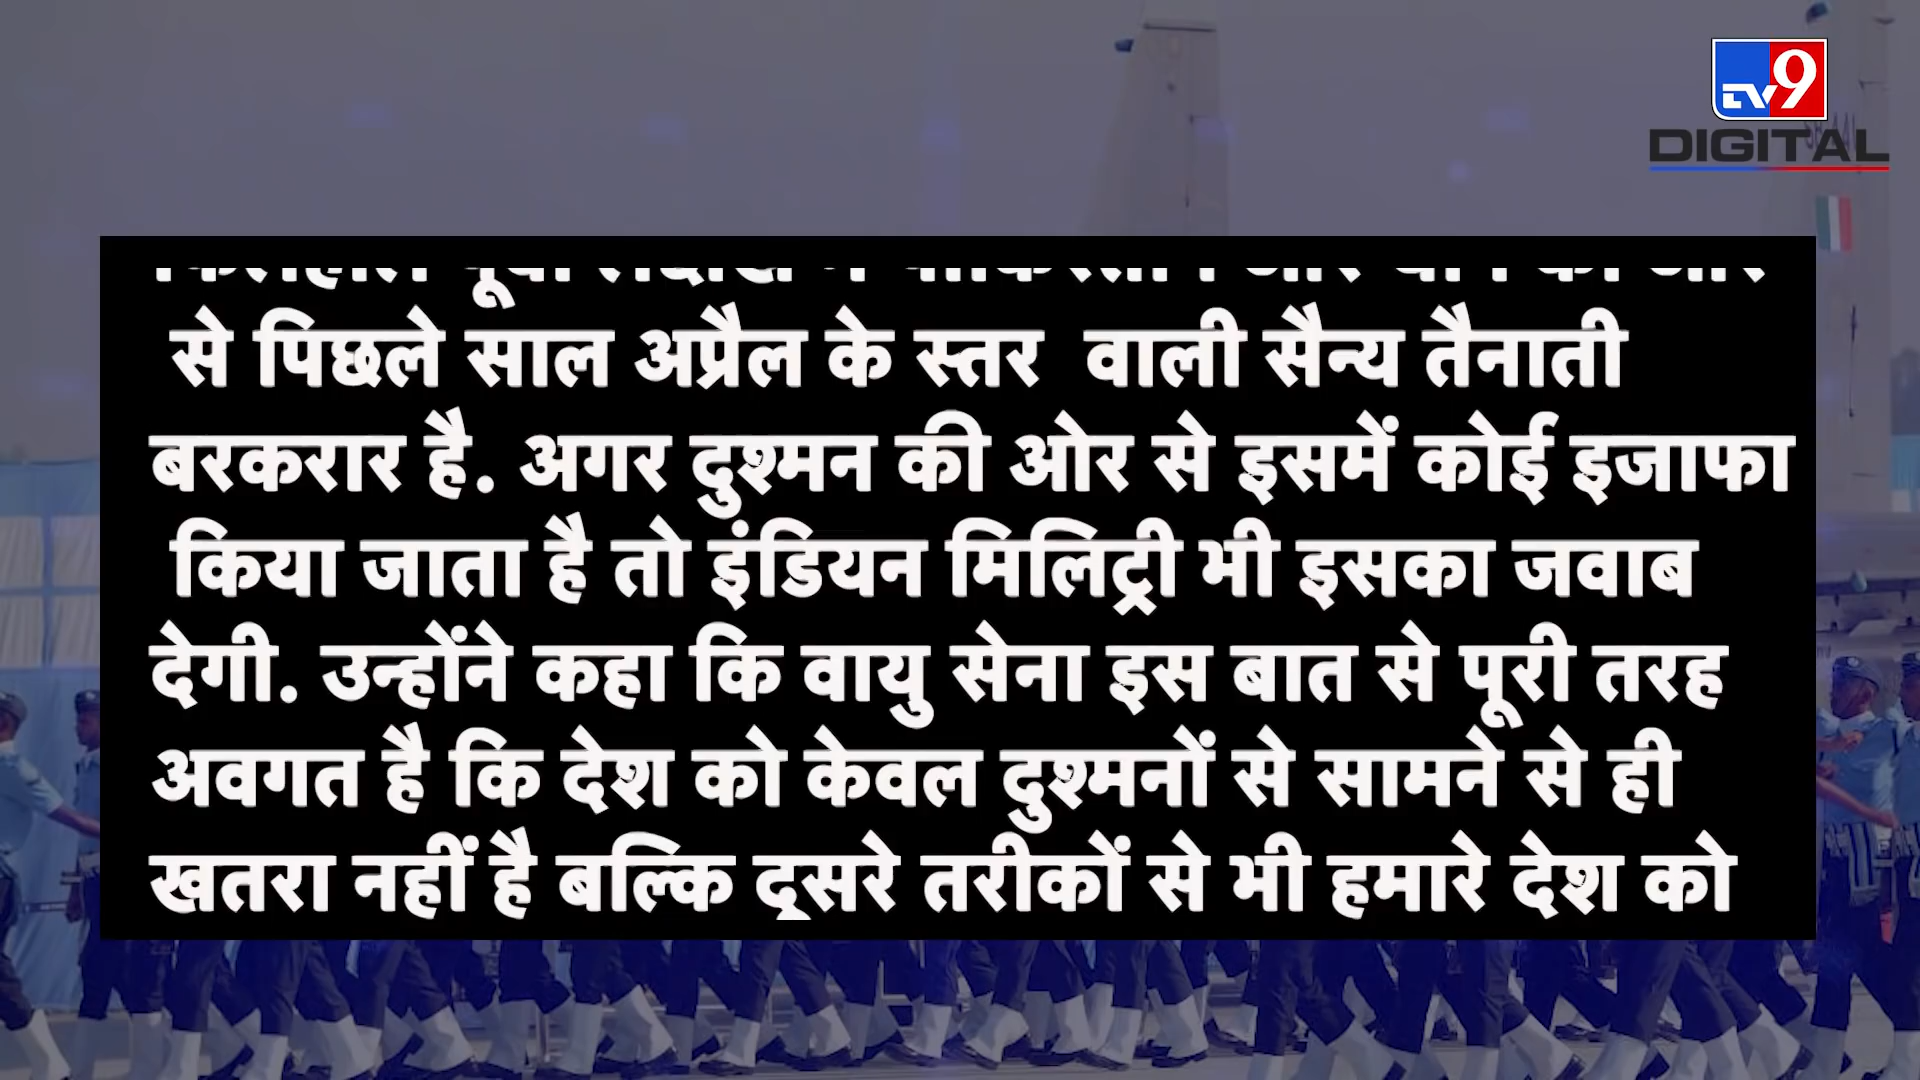 TV9
DIGITAL
से पिछले साल अप्रैल के स्तर वाली सैन्य तैनाती
बरकरार है. अगर दुश्मन की ओर से इसमें कोई इजाफा
किया जाता है तो इंडियन मिलिट्री भी इसका जवाब
देगी. उन्होंने कहा कि वायु सेना इस बात से पूरी तरह
अवगत है कि देश को केवल दुश्मनों से सामने से ही
खतरा नहीं है बल्कि दूसरे तरीकों से भी हमारे देश को